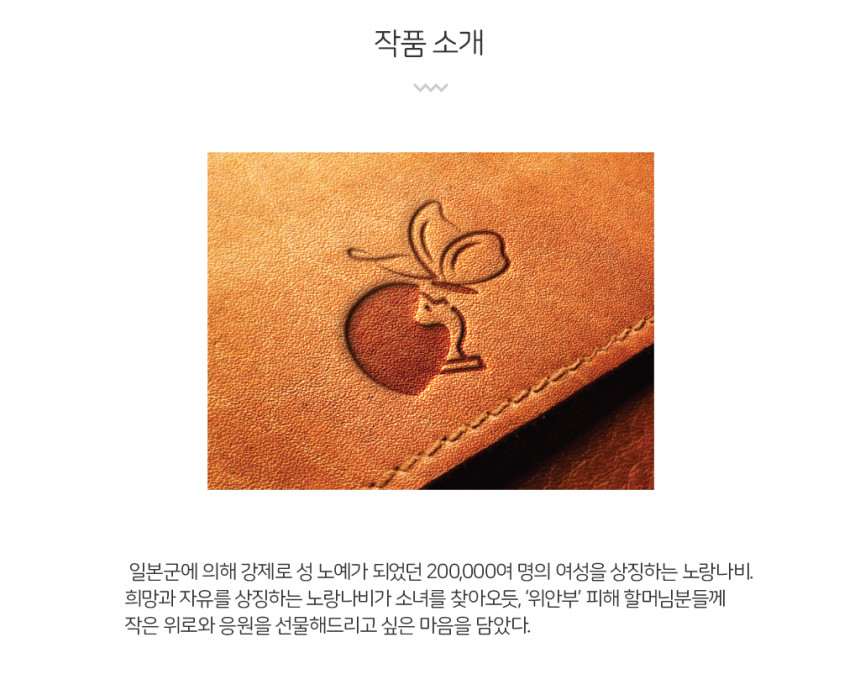 작품 소개
일본군에 의해 강제로 성 노예가 되었던 200,000여 명의 여성을 상징하는 노랑나비.
희망과 자유를 상징하는 노랑나비가 소녀를 찾아오듯, ‘위안부’ 피해 할머님분들께
작은 위로와 응원을 선물해드리고 싶은 마음을 담았다.